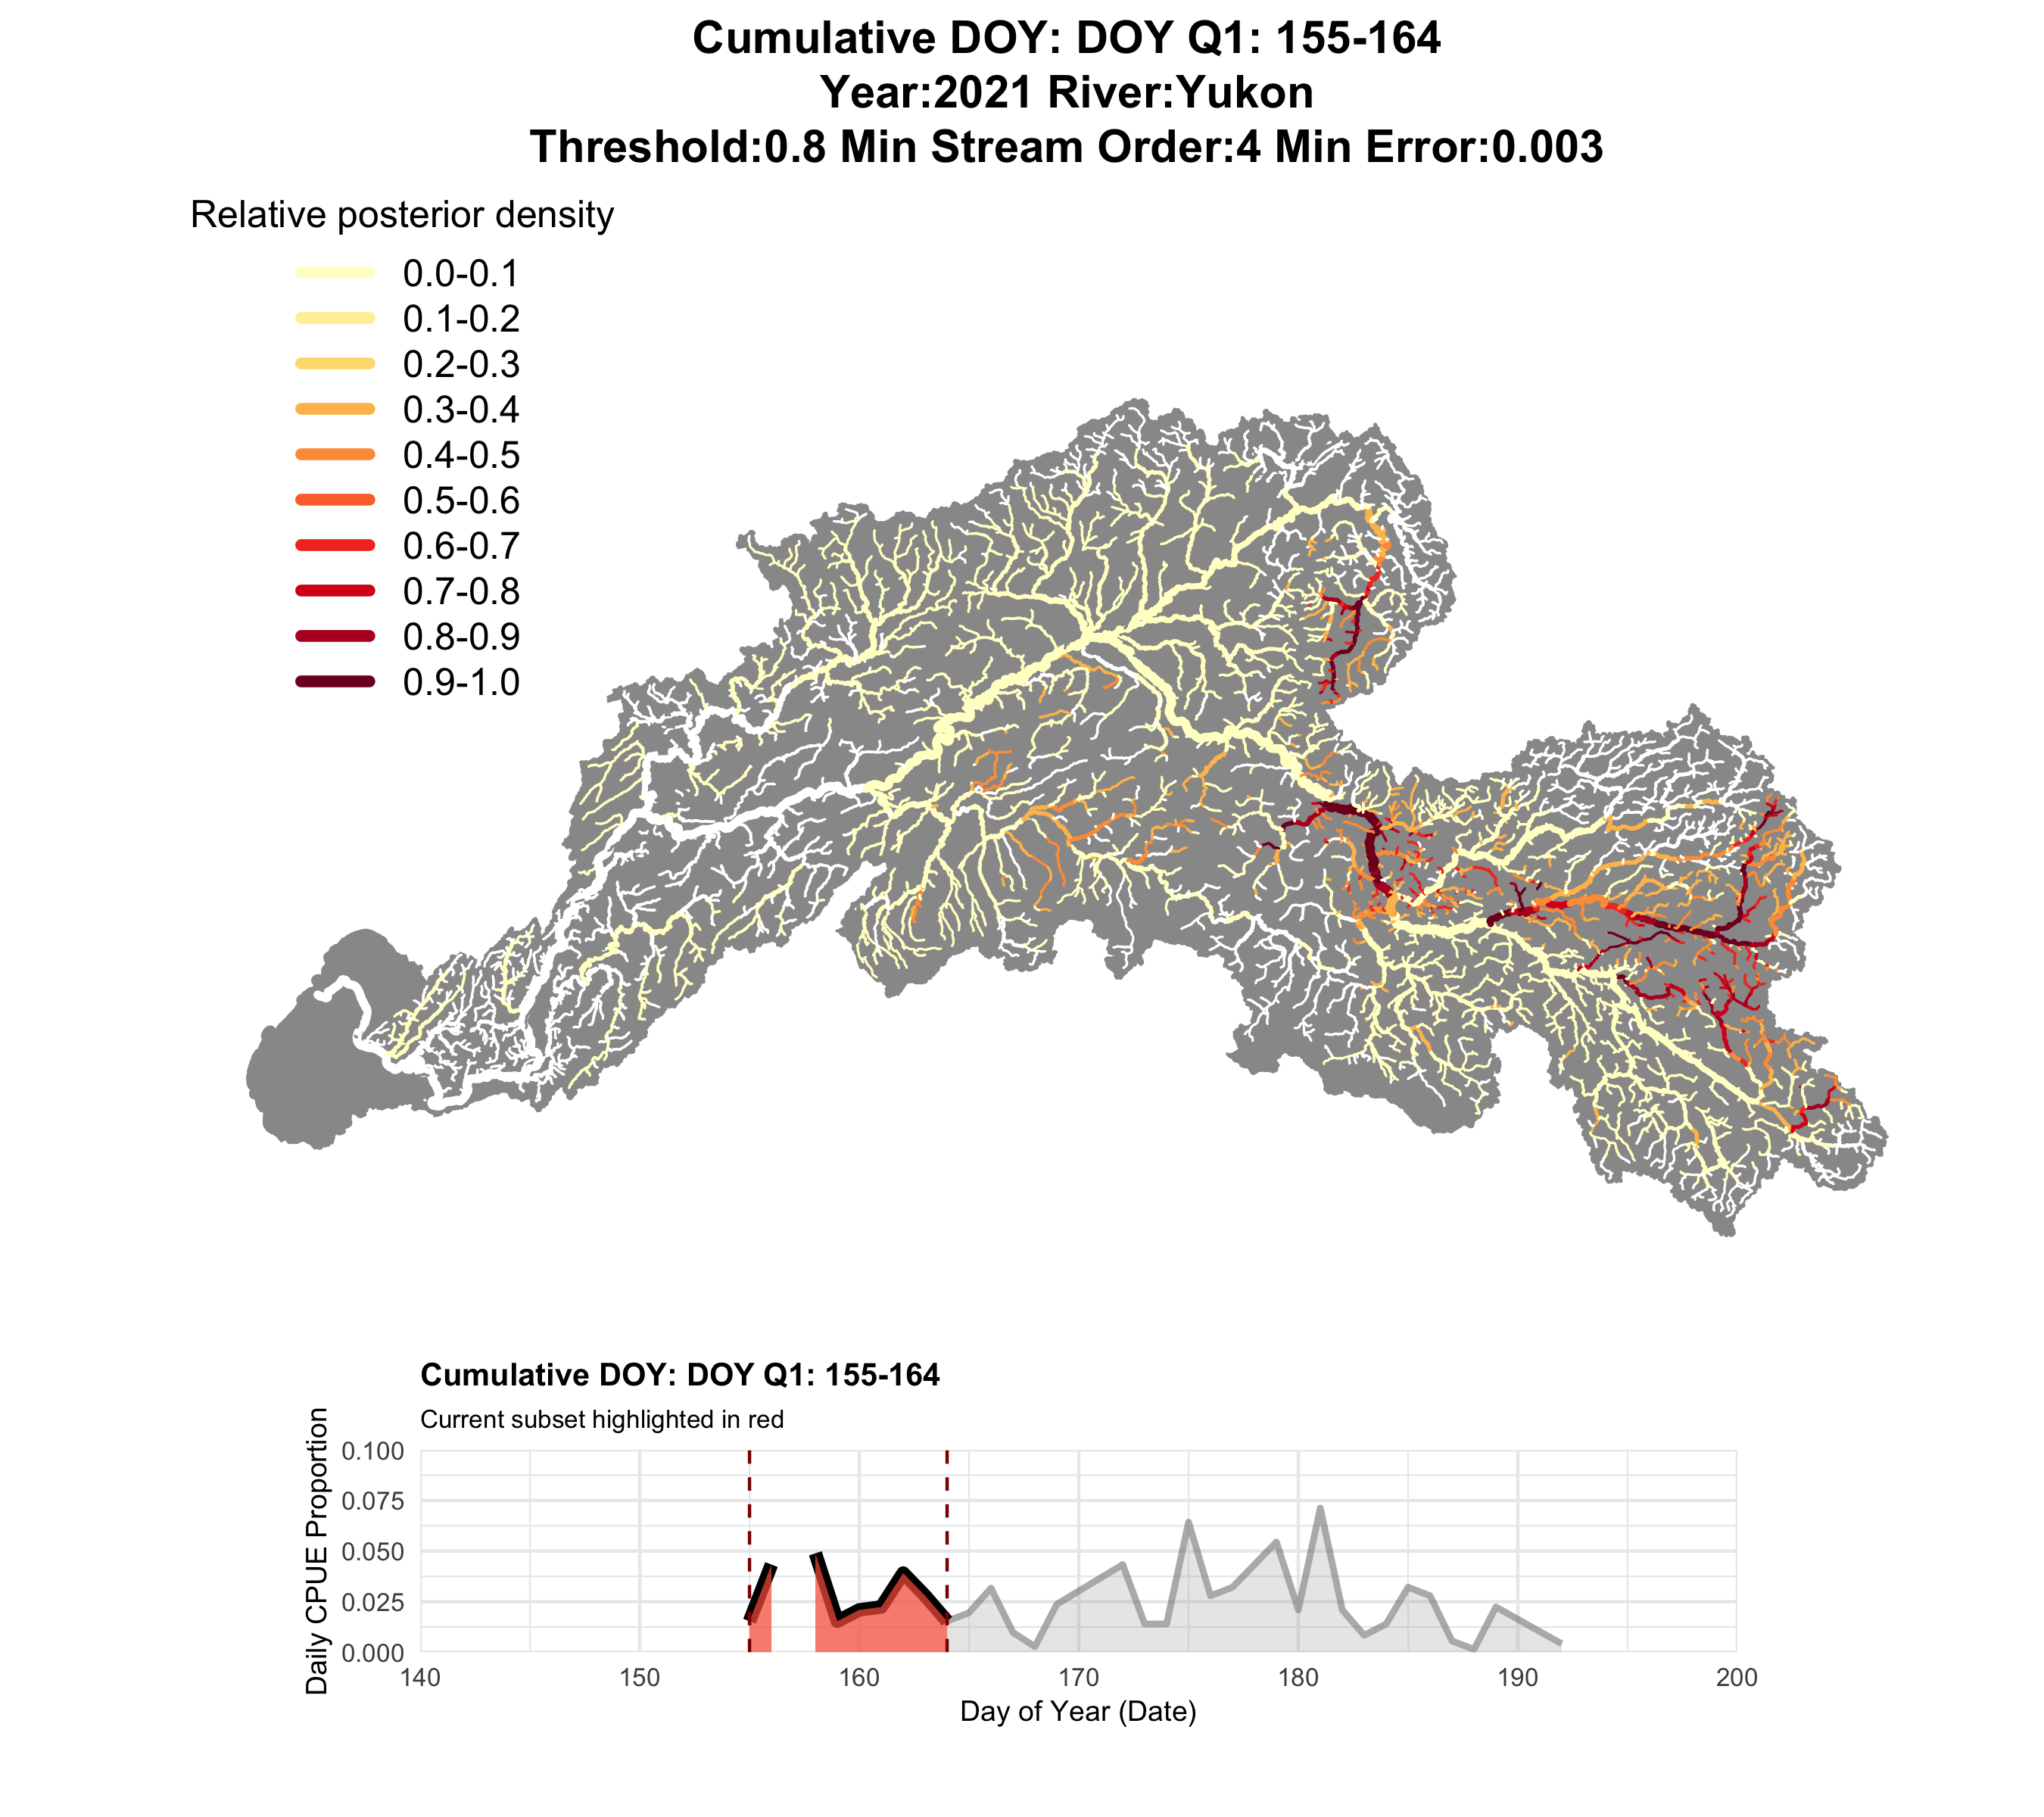 Cumulative DOY: DOY Q1: 155-164
Year:2021 River:Yukon
Threshold:0.8 Min Stream Order:4 Min Error:0.003
Relative posterior density
0.0-0.1
0.1-0.2
0.2-0.3
0.3-0.4
0.4-0.5
0.5-0.6
0.6-0.7
0.7-0.8
0.8-0.9
0.9-1.0
Cumulative DOY: DOY Q1: 155-164
Current subset highlighted in red
Daily CPUE Proportion
0.100
0.075
0.050
0.025
0.000
140 150 160 170 180 190 200
Day of Year (Date)